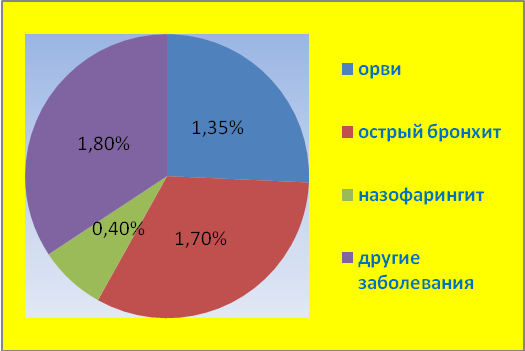 1,35%
1,70%
0,40%
1,80%
орви
острый бронхит
назофарингит
другие
заболевания